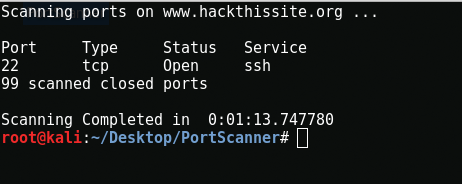 Scanning ports on www.hackthissite.org ...
Port Type Status Service
22 tcp Open ssh
99 scanned closed ports
Scanning Completed in 0:01:13.747780
root@kali:~/Desktop/PortScanner#